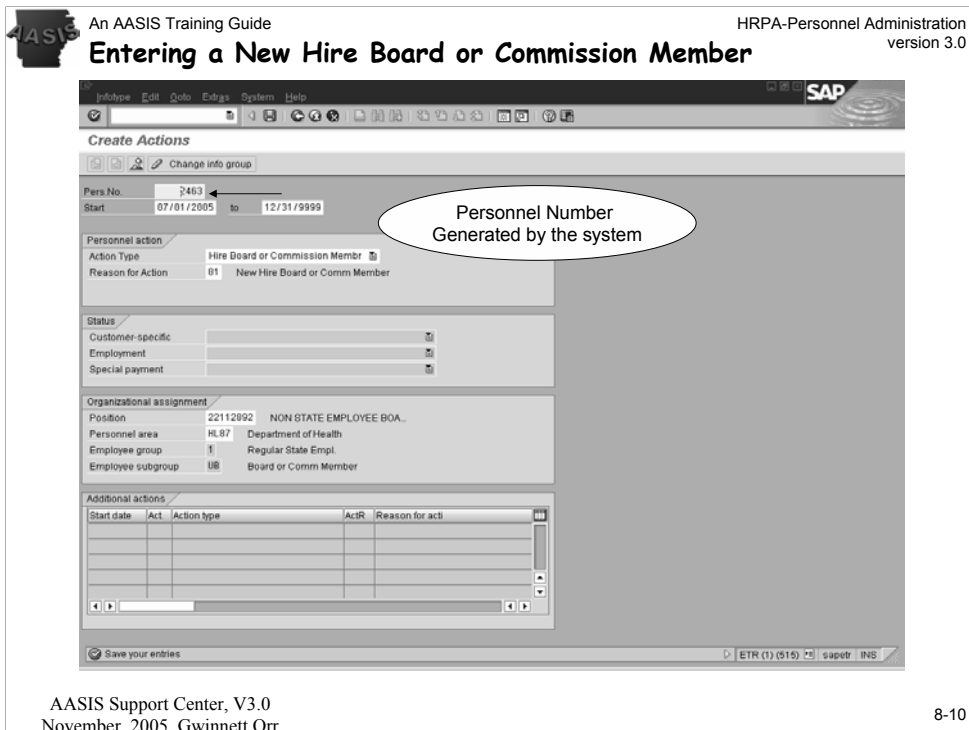 AASIS
An AASIS Training Guide
HRPA-Personnel Administration
version 3.0
Entering a New Hire Board or Commission Member
Infotype Edit Goto Extras System Help
SAP
Create Actions
Change info group
Pers.No. 2463
Start 07/01/2005 to 12/31/9999
Personnel Number
Generated by the system
Personnel action
Action Type Hire Board or Commission Membr
Reason for Action 01 New Hire Board or Comm Member
Status
Customer-specific
Employment
Special payment
Organizational assignment
Position 22112892 NON STATE EMPLOYEE BOA..
Personnel area HL87 Department of Health
Employee group 1 Regular State Empl.
Employee subgroup UB Board or Comm Member
Additional actions
Start date Act. Action type ActR Reason for acti
Save your entries
ETR (1) (515) sapetr INS
AASIS Support Center, V3.0
November, 2005, Gwinnett Orr
8-10